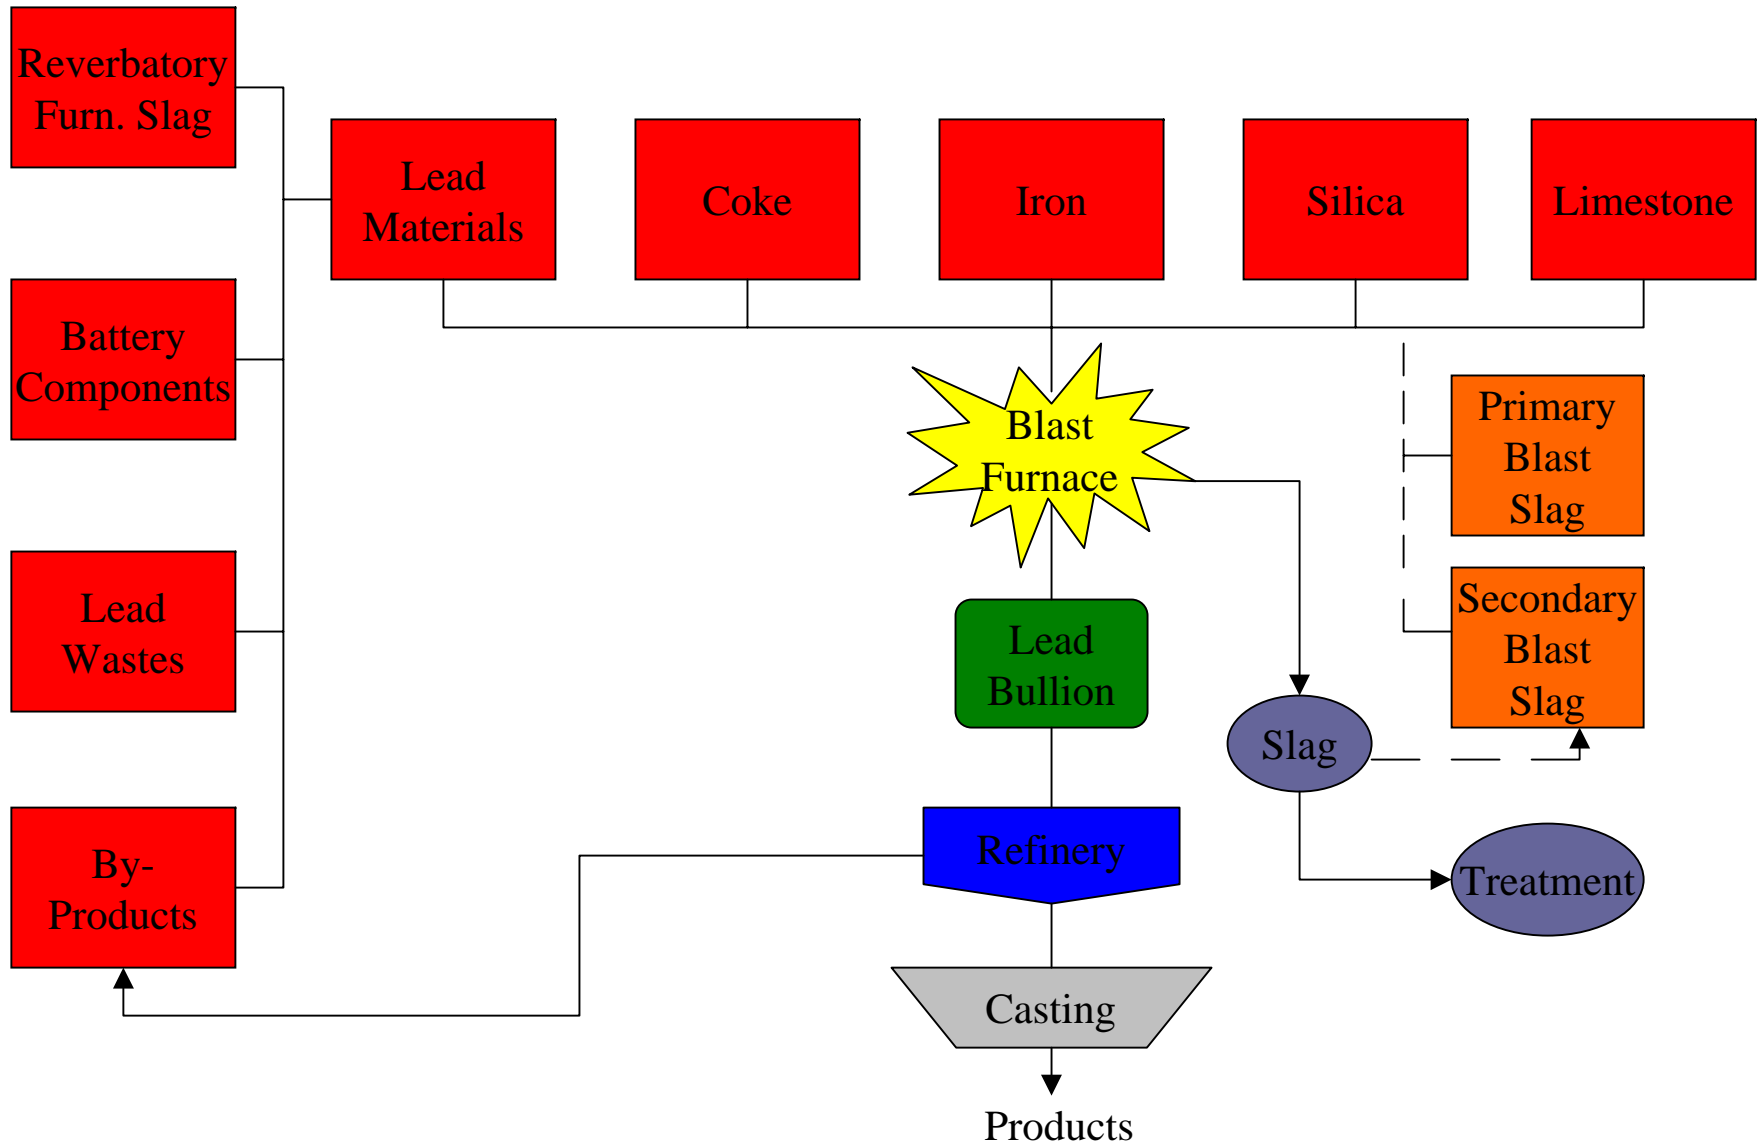 Reverbatory
Furn. Slag
Lead
Materials
Coke
Iron
Silica
Limestone
Battery
Components
Blast
Furnace
Primary
Blast
Slag
Lead
Wastes
Lead
Bullion
Secondary
Blast
Slag
Slag
By-
Products
Refinery
Treatment
Casting
Products